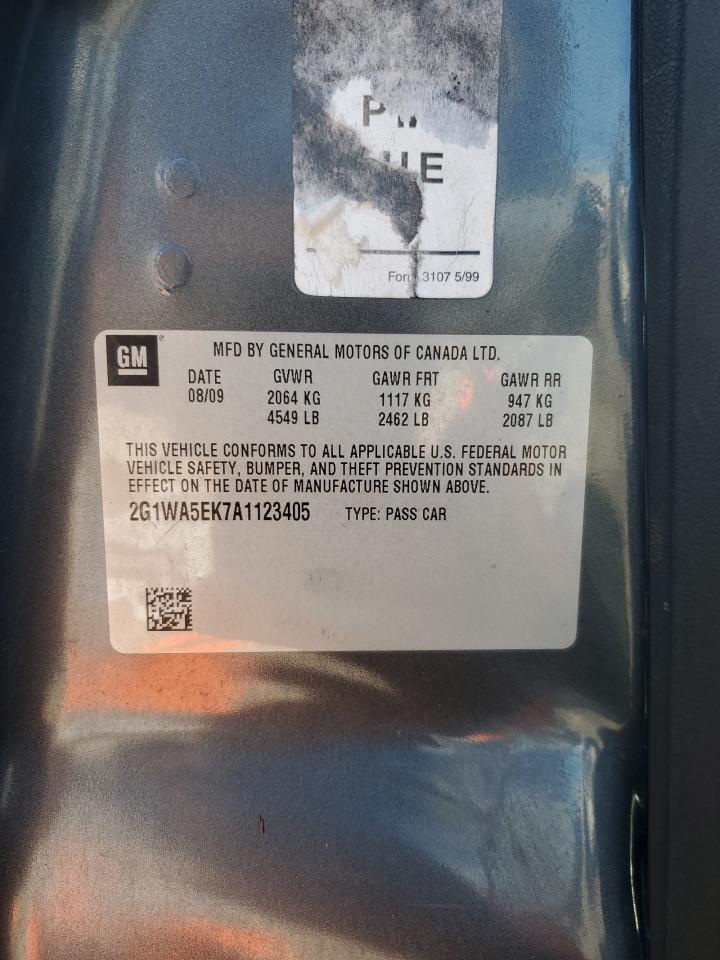 Form 3107 5/99
GM
MFD BY GENERAL MOTORS OF CANADA LTD.
DATE GVWR GAWR FRT GAWR RR
08/09 2064 KG 1117 KG 947 KG
4549 LB 2462 LB 2087 LB
THIS VEHICLE CONFORMS TO ALL APPLICABLE U.S. FEDERAL MOTOR
VEHICLE SAFETY, BUMPER, AND THEFT PREVENTION STANDARDS IN
EFFECT ON THE DATE OF MANUFACTURE SHOWN ABOVE.
2G1WA5EK7A1123405 TYPE: PASS CAR